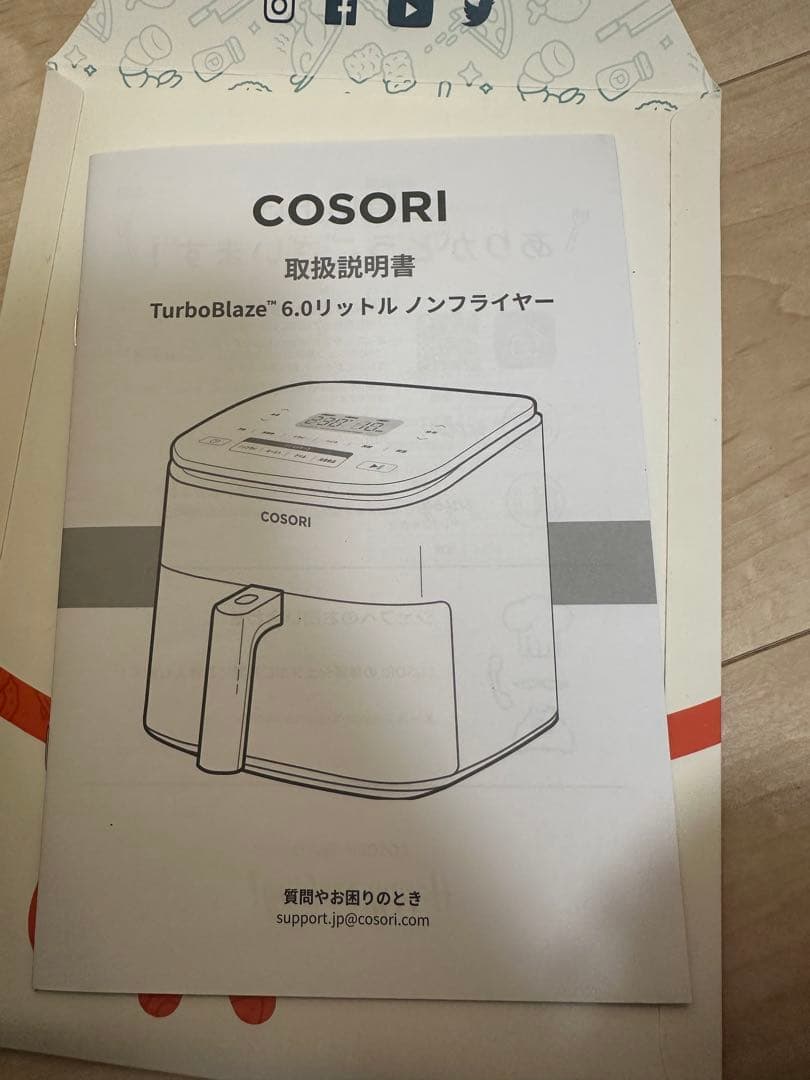 COSORI
取扱説明書
TurboBlaze™ 6.0リットル ノンフライヤー
COSORI
質問やお困りのとき
support.jp@cosori.com